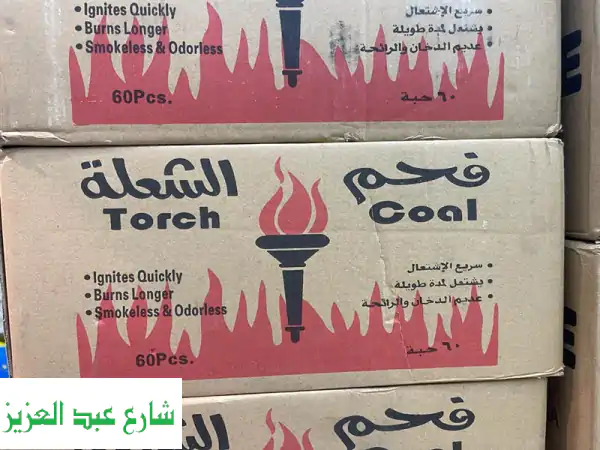 • Ignites Quickly
• سريع الإشتعال
• Burns Longer
• يشتعل لمدة طويلة
• Smokeless & Odorless
• عديم الدخان والرائحة
60Pcs.
٦٠ حبة
فحم الشعلة
Torch Coal
• Ignites Quickly
• سريع الإشتعال
• Burns Longer
• يشتعل لمدة طويلة
• Smokeless & Odorless
• عديم الدخان والرائحة
60Pcs.
٦٠ حبة
فحم الشعلة
Coal
شارع عبد العزيز